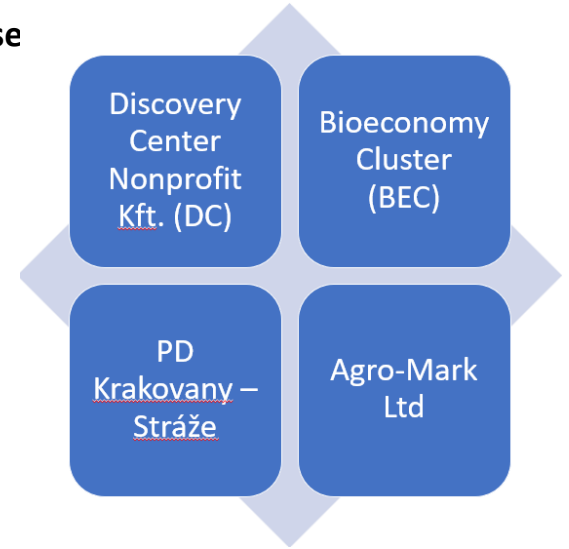 se
Discovery
Center
Nonprofit
Kft. (DC)
Bioeconomy
Cluster
(BEC)
PD
Krakovany –
Stráže
Agro-Mark
Ltd